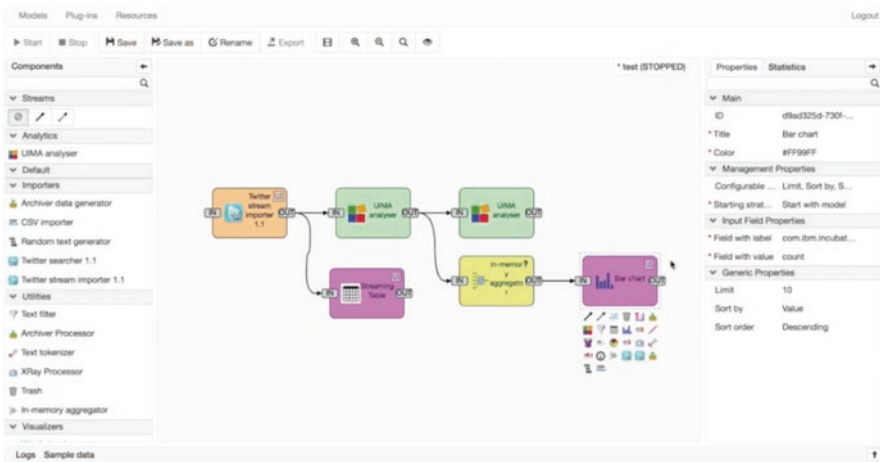 Models Plug-ins Resources Logout
Start Stop Save Save as Rename Export
Components
Streams
Analytics
UIMA analyser
Default
Importers
Archiver data generator
CSV importer
Random text generator
Twitter searcher 1.1
Twitter stream importer 1.1
Utilities
Text filter
Archiver Processor
Text tokenizer
XRay Processor
Trash
In-memory aggregator
Visualizers
* test (STOPPED)
IN Twitter stream importer 1.1 OUT
IN UIMA analyser OUT
IN UIMA analyser OUT
IN Streaming Table OUT
IN In-memor? y aggregato r OUT
IN Bar chart OUT
Properties Statistics
Main
ID d9ad325d-730f-...
* Title Bar chart
* Color #FF99FF
Management Properties
Configurable ... Limit, Sort by, S...
* Starting strat... Start with model
Input Field Properties
* Field with label com.ibm.incubat...
* Field with value count
Generic Properties
Limit 10
Sort by Value
Sort order Descending
Logs Sample data